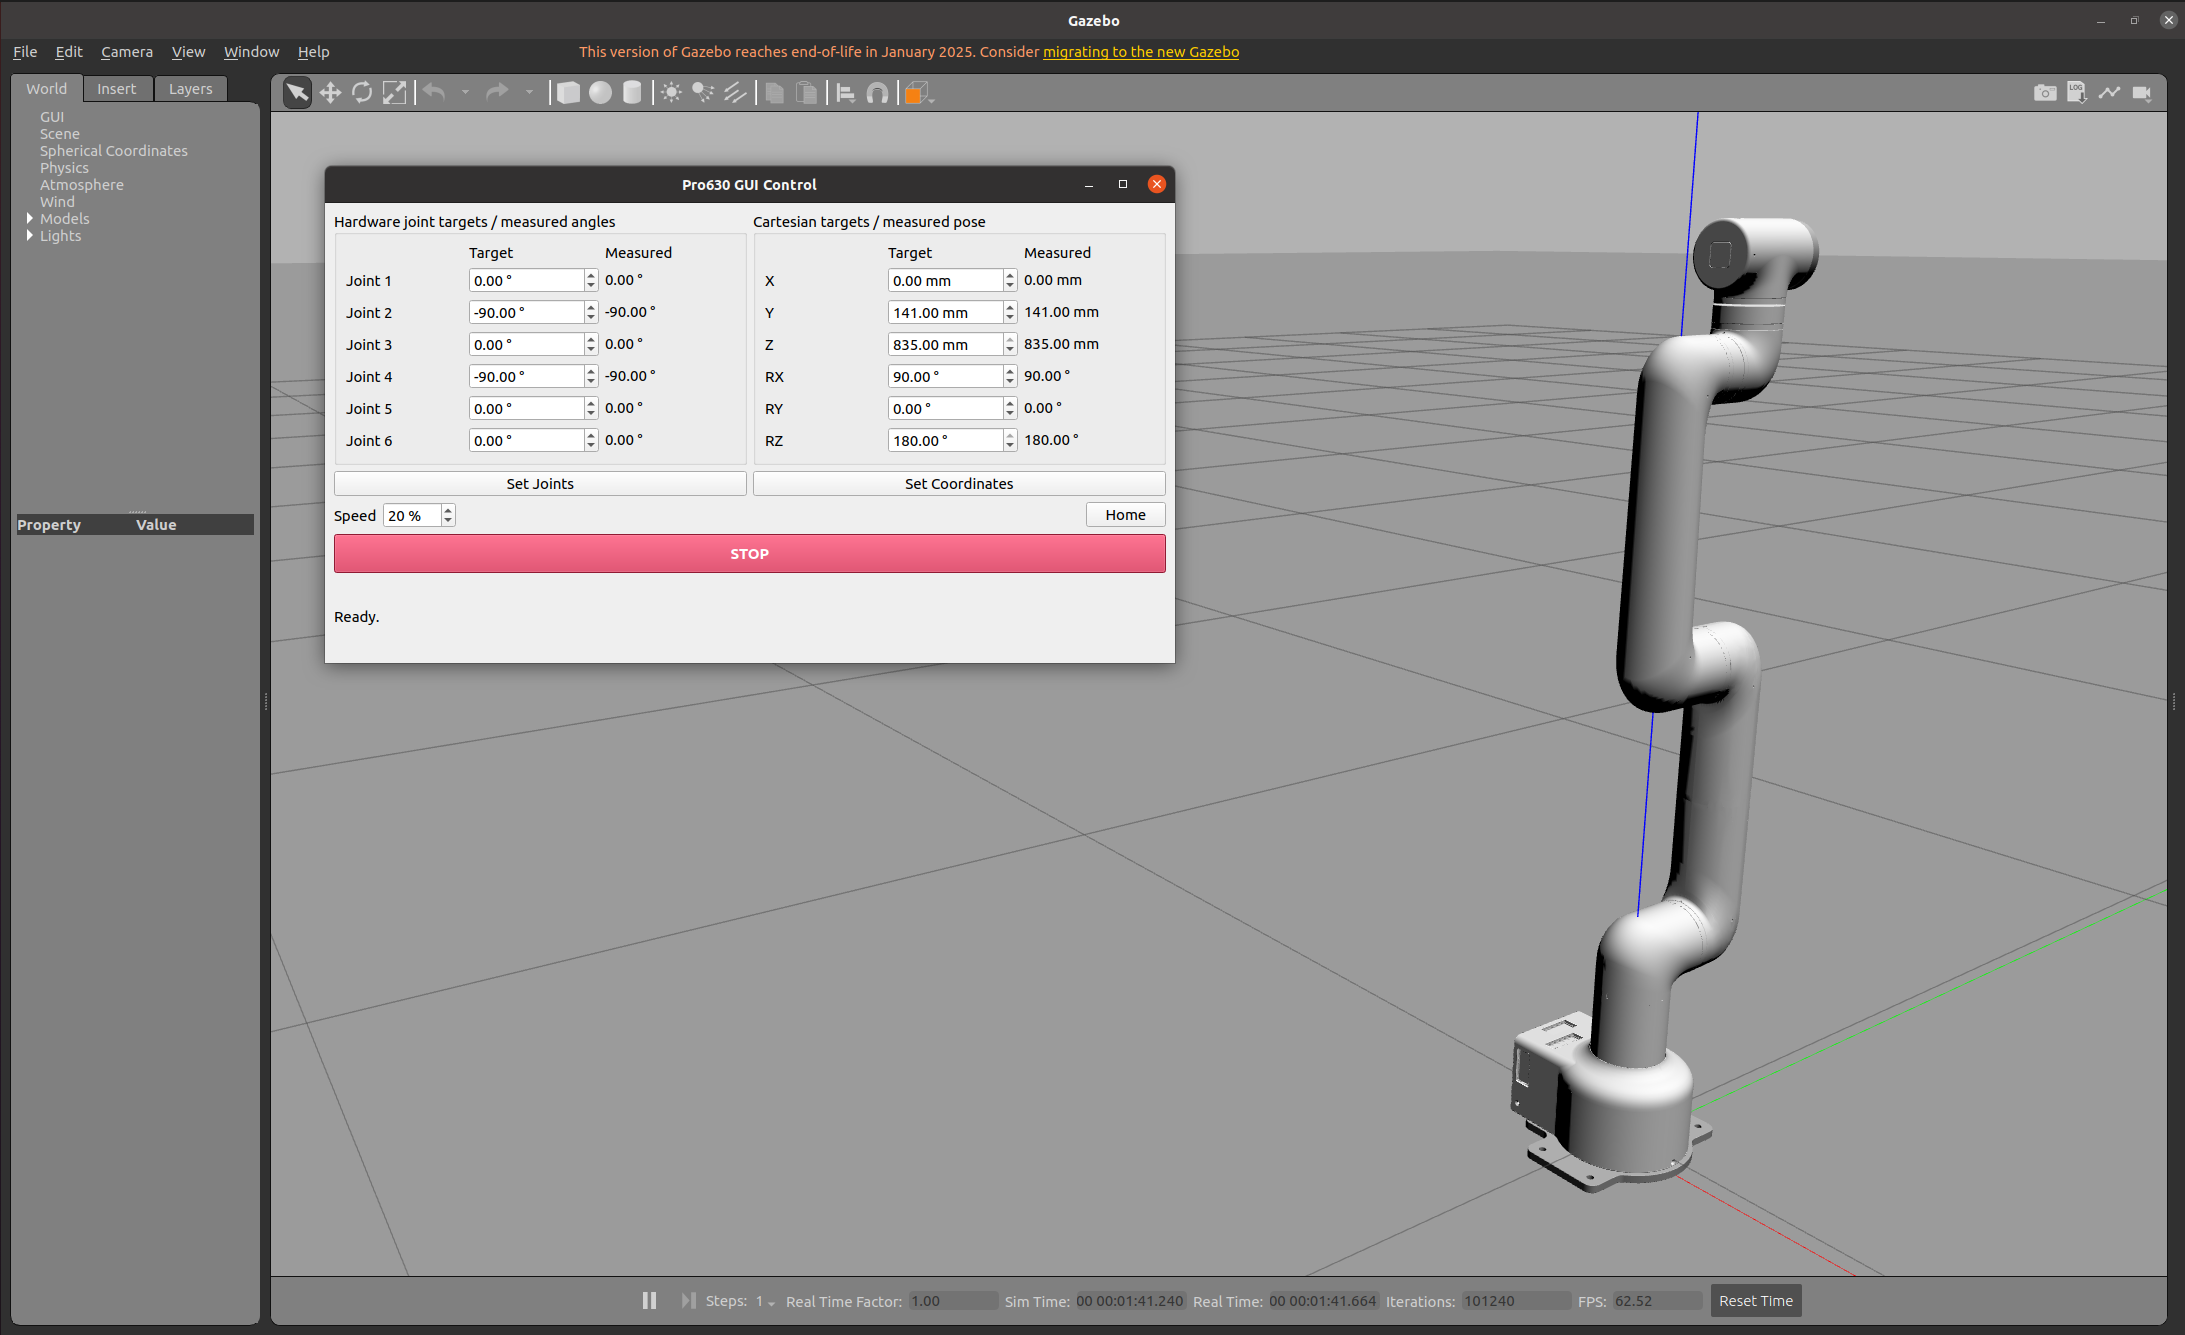 Gazebo
File Edit Camera View Window Help
This version of Gazebo reaches end-of-life in January 2025. Consider migrating to the new Gazebo
World Insert Layers
GUI
Scene
Spherical Coordinates
Physics
Atmosphere
Wind
Models
Lights
Property Value
LOG
Pro630 GUI Control
Hardware joint targets / measured angles
Target Measured
Joint 1 0.00 ° 0.00 °
Joint 2 -90.00 ° -90.00 °
Joint 3 0.00 ° 0.00 °
Joint 4 -90.00 ° -90.00 °
Joint 5 0.00 ° 0.00 °
Joint 6 0.00 ° 0.00 °
Set Joints
Cartesian targets / measured pose
Target Measured
X 0.00 mm 0.00 mm
Y 141.00 mm 141.00 mm
Z 835.00 mm 835.00 mm
RX 90.00 ° 90.00 °
RY 0.00 ° 0.00 °
RZ 180.00 ° 180.00 °
Set Coordinates
Speed 20 %
Home
STOP
Ready.
Steps: 1 Real Time Factor: 1.00 Sim Time: 00 00:01:41.240 Real Time: 00 00:01:41.664 Iterations: 101240 FPS: 62.52 Reset Time